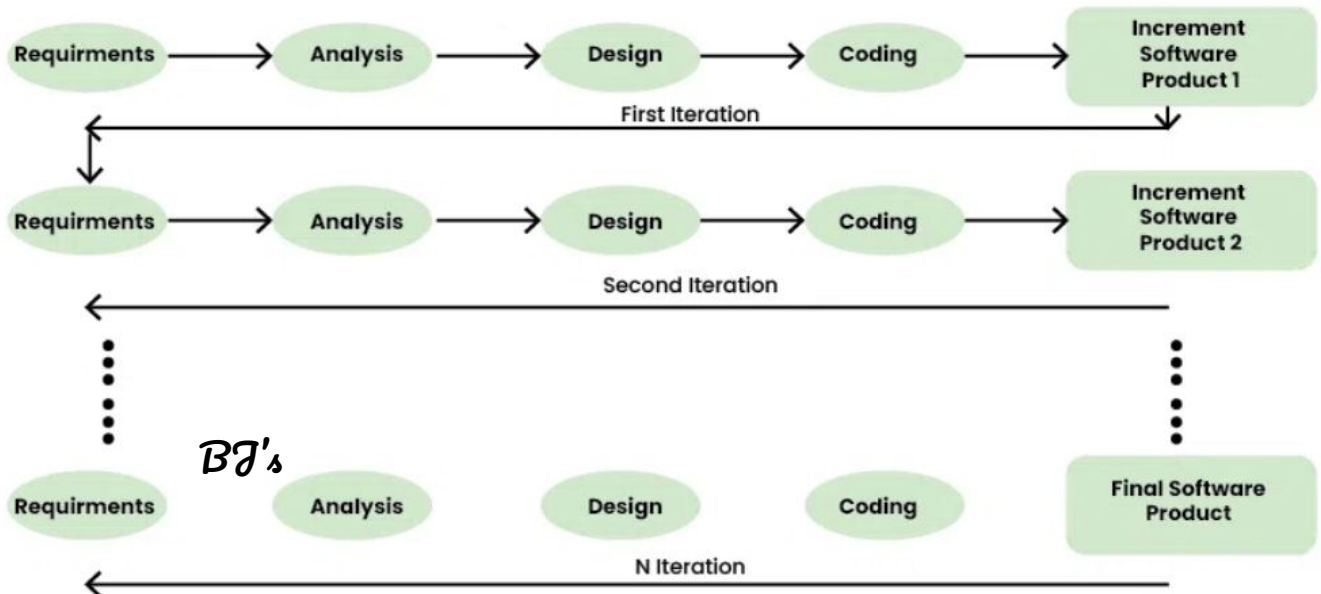 Requirments
Analysis
Design
Coding
Increment
Software
Product 1
First Iteration
Requirments
Analysis
Design
Coding
Increment
Software
Product 2
Second Iteration
BJ's
Requirments
Analysis
Design
Coding
Final Software
Product
N Iteration